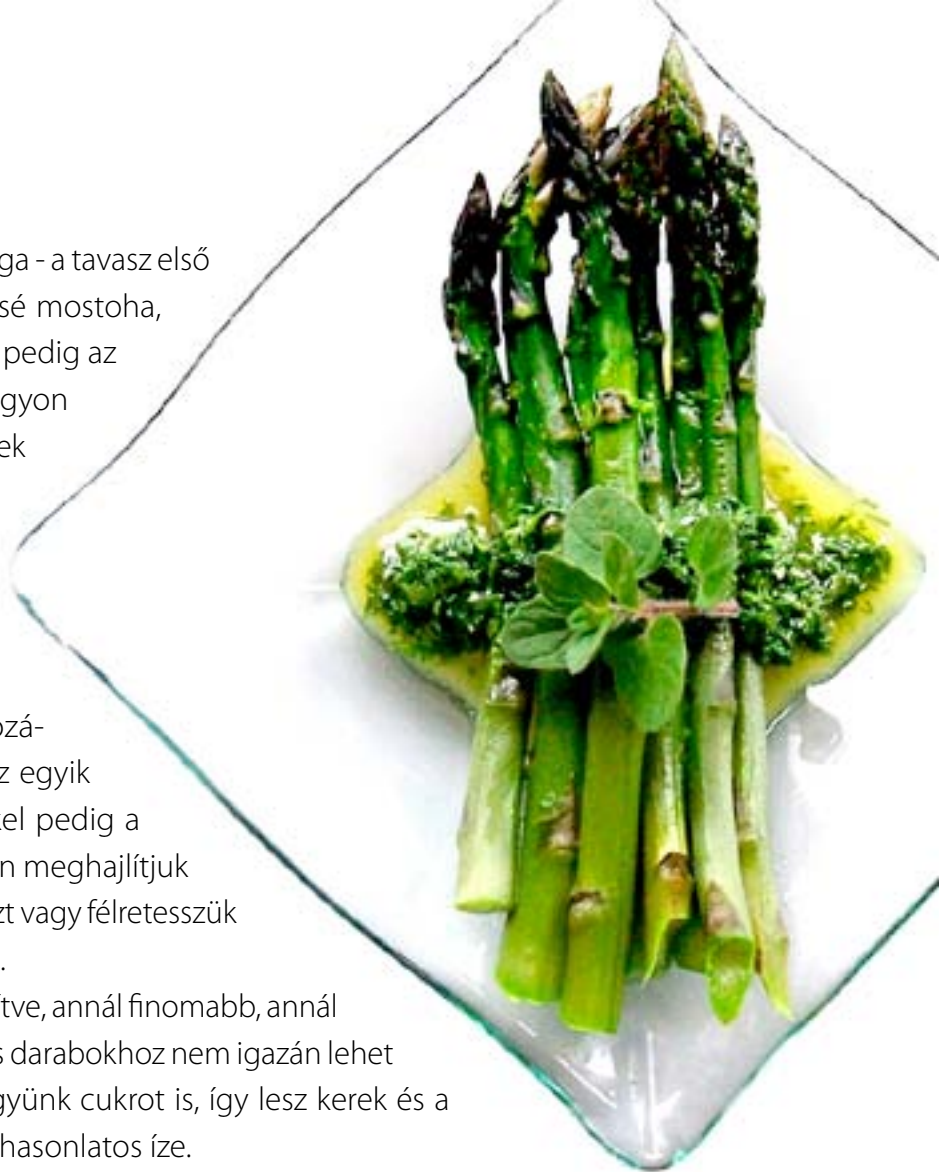 ga - a tavasz első
sé mostoha,
pedig az
gyon
ek
ozá-
z egyik
kel pedig a
n meghajlítjuk
zt vagy félretesszük
.
tve, annál finomabb, annál
s darabokhoz nem igazán lehet
gyünk cukrot is, így lesz kerek és a
hasonlatos íze.